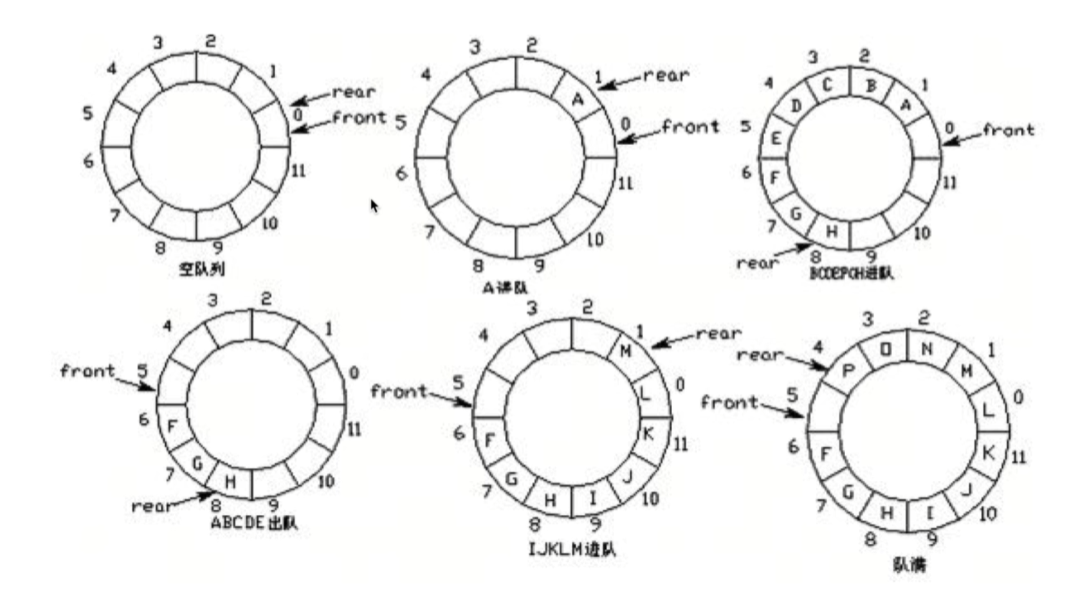 3 2
4 1
rear
5 0
front
6 11
7 10
8 9
空队列
3 2
4 1
rear
A
5 0
front
6 11
7 10
8 9
A进队
3 2
4 C B 1
D A
5 0
E front
6 F 11
7 G H 10
rear 8 9
BCDEFGH进队
3 2
4 1
front 5 0
6 F 11
7 G H 10
rear 8 9
ABCDE出队
3 2
4 1
M rear
5 L 0
front
6 F K 11
7 G H I J 10
8 9
IJKLM进队
3 2
4 O N 1
rear P M
5 L 0
front
6 F K 11
7 G H I J 10
8 9
队满